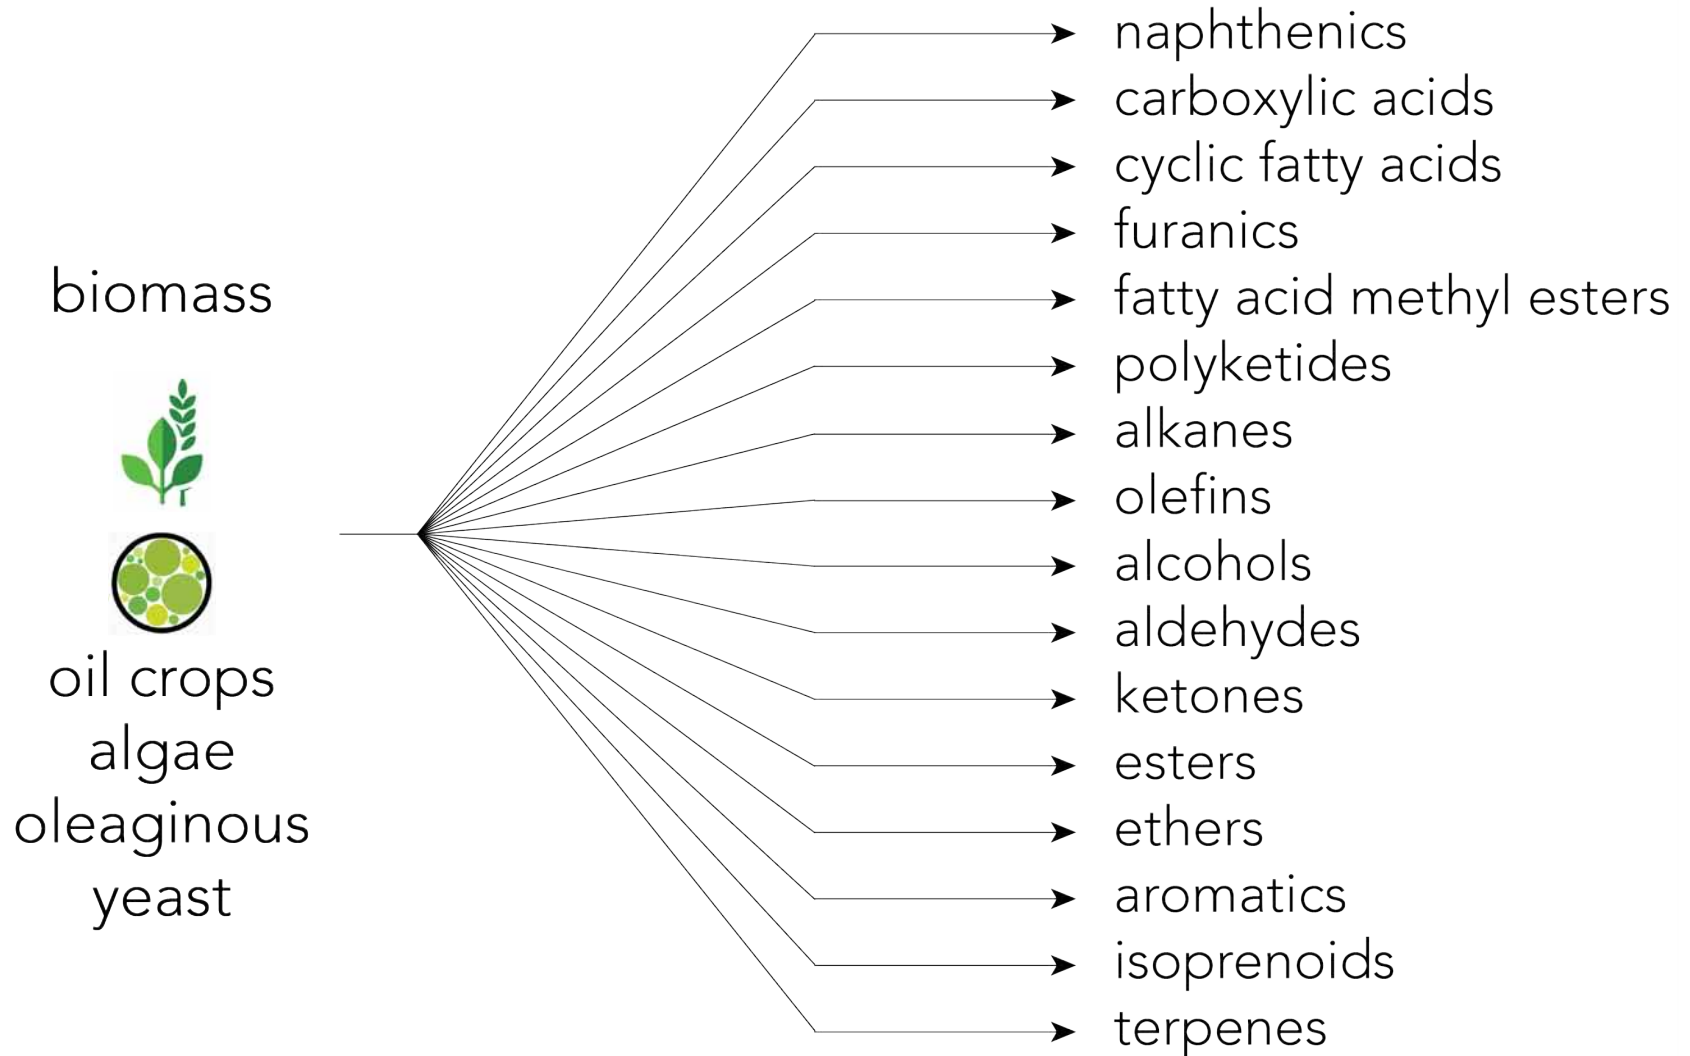 biomass
oil crops
algae
oleaginous
yeast
naphthenics
carboxylic acids
cyclic fatty acids
furanics
fatty acid methyl esters
polyketides
alkanes
olefins
alcohols
aldehydes
ketones
esters
ethers
aromatics
isoprenoids
terpenes